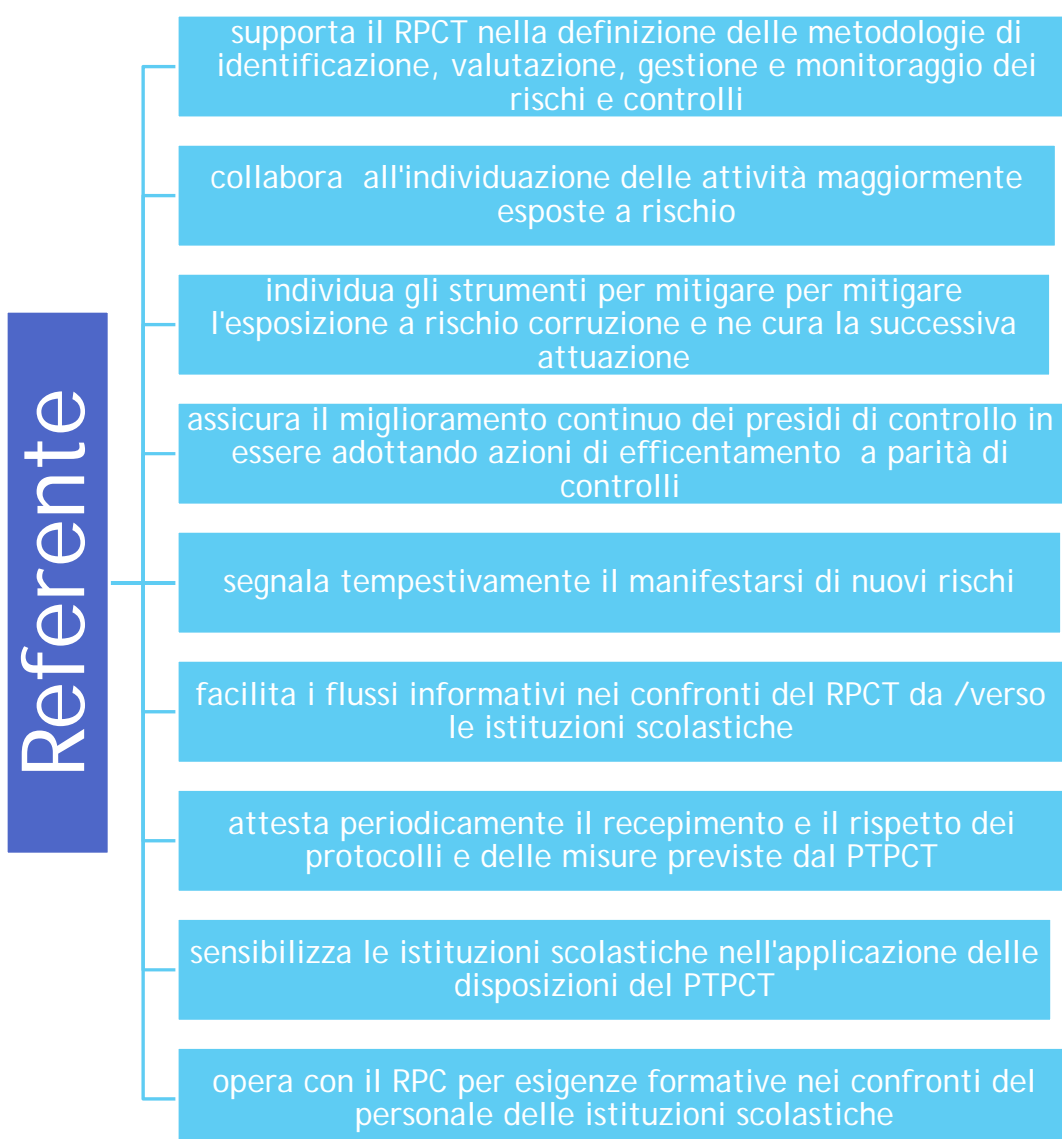 Referente
supporta il RPCT nella definizione delle metodologie di
identificazione, valutazione, gestione e monitoraggio dei
rischi e controlli
collabora  all'individuazione delle attività maggiormente
esposte a rischio
individua gli strumenti per mitigare per mitigare
l'esposizione a rischio corruzione e ne cura la successiva
attuazione
assicura il miglioramento continuo dei presidi di controllo in
essere adottando azioni di efficentamento  a parità di
controlli
segnala tempestivamente il manifestarsi di nuovi rischi
facilita i flussi informativi nei confronti del RPCT da /verso
le istituzioni scolastiche
attesta periodicamente il recepimento e il rispetto dei
protocolli e delle misure previste dal PTPCT
sensibilizza le istituzioni scolastiche nell'applicazione delle
disposizioni del PTPCT
opera con il RPC per esigenze formative nei confronti del
personale delle istituzioni scolastiche